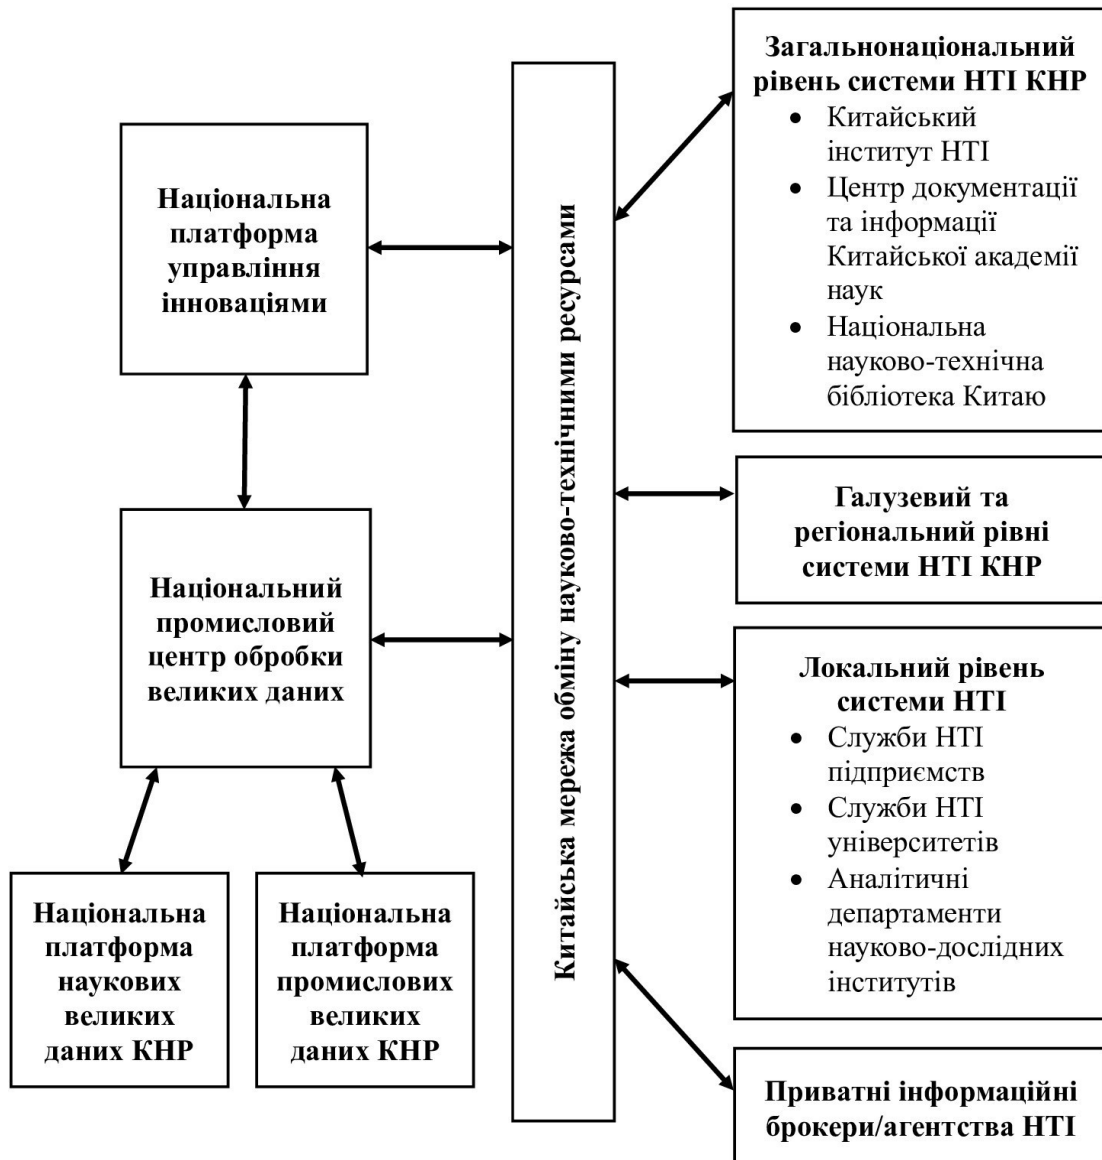 Національна
платформа
управління
інноваціями
Національний
промисловий
центр обробки
великих даних
Національна
платформа
наукових
великих
даних КНР
Національна
платформа
промислових
великих
даних КНР
Китайська мережа обміну науково-технічними ресурсами
Загальнонаціональний
рівень системи НТІ КНР
• Китайський
інститут НТІ
• Центр документації
та інформації
Китайської академії
наук
• Національна
науково-технічна
бібліотека Китаю
Галузевий та
регіональний рівні
системи НТІ КНР
Локальний рівень
системи НТІ
• Служби НТІ
підприємств
• Служби НТІ
університетів
• Аналітичні
департаменти
науково-дослідних
інститутів
Приватні інформаційні
брокери/агентства НТІ